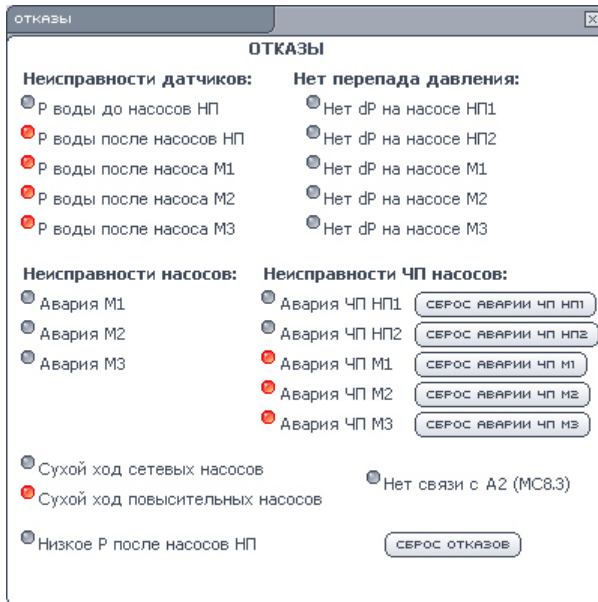 ОТКАЗЫ
ОТКАЗЫ
Неисправности датчиков:
Р воды до насосов НП
Р воды после насосов НП
Р воды после насоса М1
Р воды после насоса М2
Р воды после насоса М3
Нет перепада давления:
Нет dP на насосе НП1
Нет dP на насосе НП2
Нет dP на насосе М1
Нет dP на насосе М2
Нет dP на насосе М3
Неисправности насосов:
Авария М1
Авария М2
Авария М3
Неисправности ЧП насосов:
Авария ЧП НП1 СБРОС АВАРИИ ЧП НП1
Авария ЧП НП2 СБРОС АВАРИИ ЧП НП2
Авария ЧП М1 СБРОС АВАРИИ ЧП М1
Авария ЧП М2 СБРОС АВАРИИ ЧП М2
Авария ЧП М3 СБРОС АВАРИИ ЧП М3
Сухой ход сетевых насосов
Сухой ход повысительных насосов
Нет связи с А2 (МС8.3)
Низкое Р после насосов НП
СБРОС ОТКАЗОВ